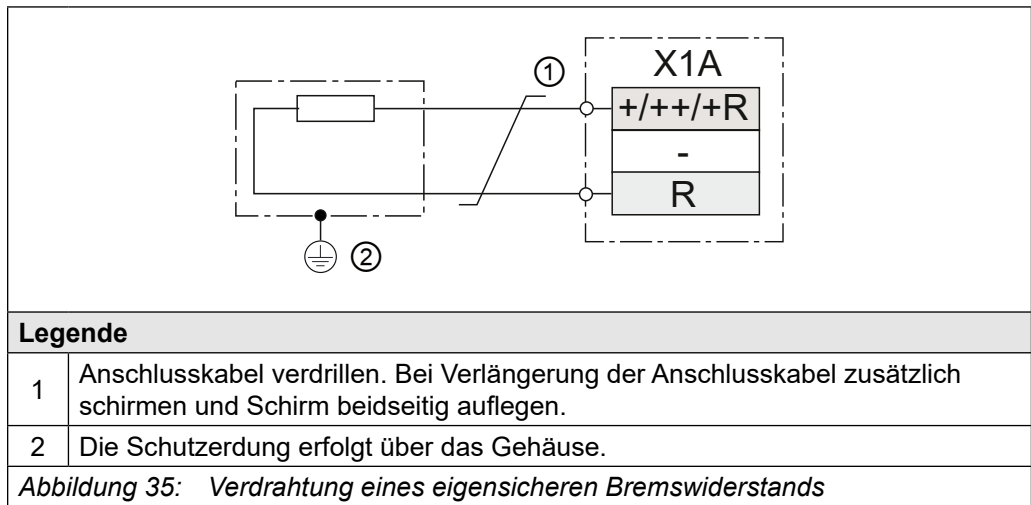 ①
X1A
+/++/+R
-
R
②
Legende
1 Anschlusskabel verdrillen. Bei Verlängerung der Anschlusskabel zusätzlich
schirmen und Schirm beidseitig auflegen.
2 Die Schutzerdung erfolgt über das Gehäuse.
Abbildung 35: Verdrahtung eines eigensicheren Bremswiderstands